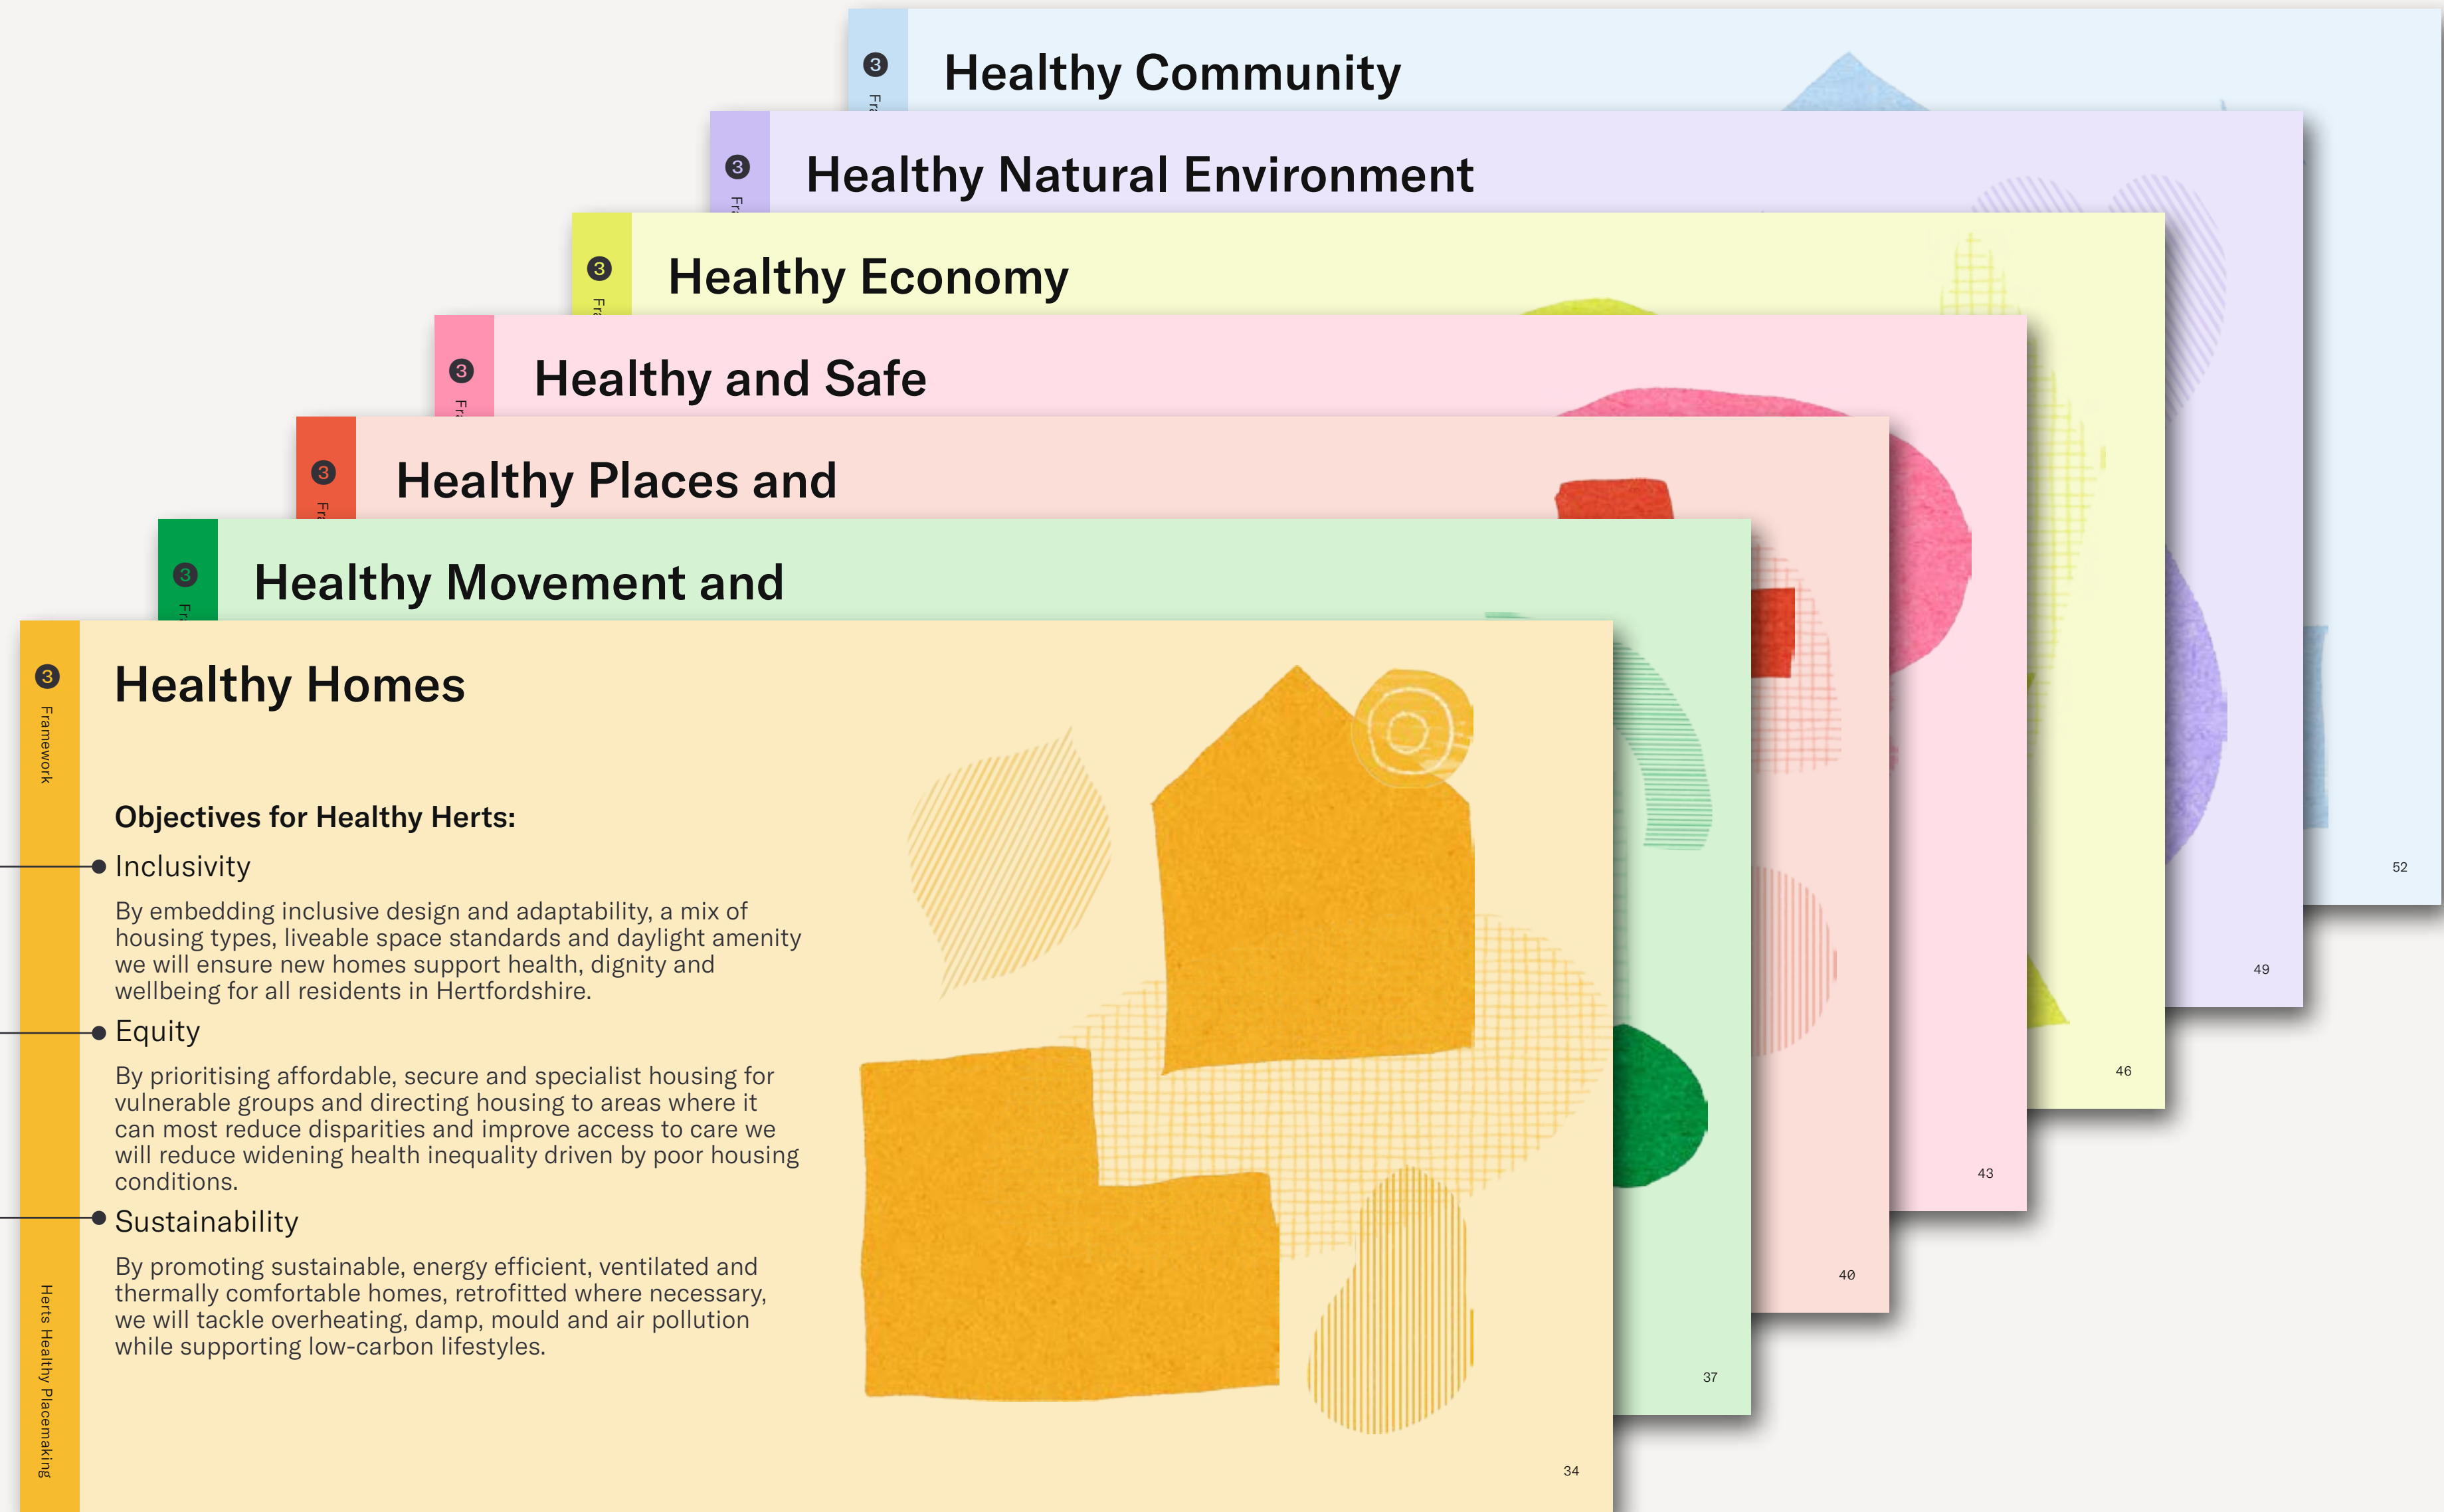 3
Fra
Healthy Community
52
3
Fra
Healthy Natural Environment
49
3
Fra
Healthy Economy
46
3
Fra
Healthy and Safe
43
3
Fra
Healthy Places and
40
3
Fra
Healthy Movement and
37
3
Framework
Herts Healthy Placemaking
Healthy Homes
Objectives for Healthy Herts:
Inclusivity
By embedding inclusive design and adaptability, a mix of
housing types, liveable space standards and daylight amenity
we will ensure new homes support health, dignity and
wellbeing for all residents in Hertfordshire.
Equity
By prioritising affordable, secure and specialist housing for
vulnerable groups and directing housing to areas where it
can most reduce disparities and improve access to care we
will reduce widening health inequality driven by poor housing
conditions.
Sustainability
By promoting sustainable, energy efficient, ventilated and
thermally comfortable homes, retrofitted where necessary,
we will tackle overheating, damp, mould and air pollution
while supporting low-carbon lifestyles.
34